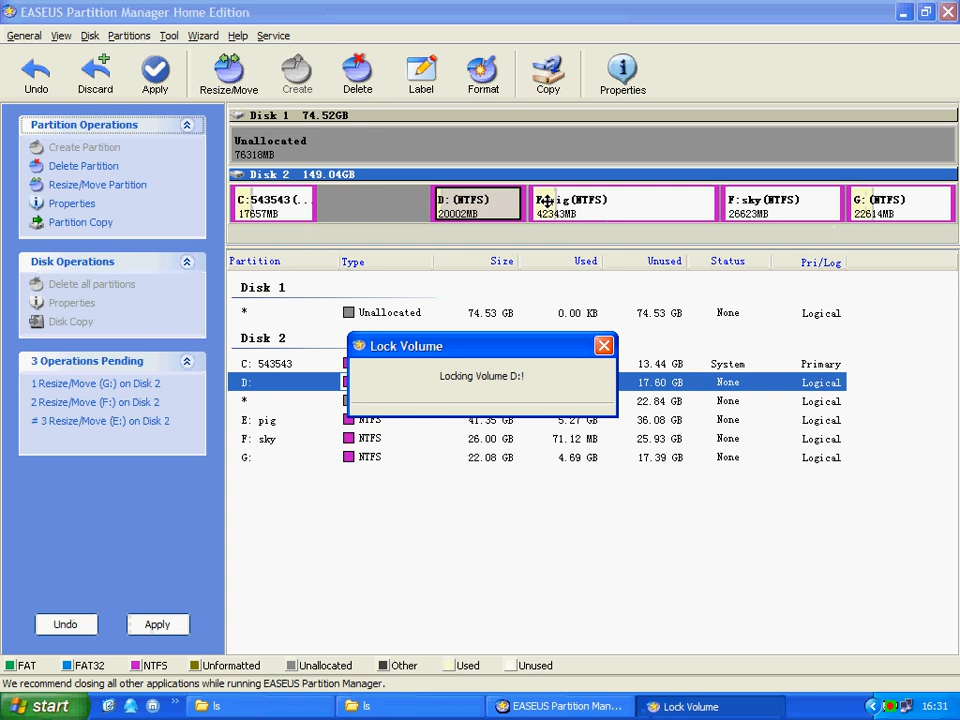 EASEUS Partition Manager Home Edition
General View Disk Partitions Tool Wizard Help Service
Undo Discard Apply Resize/Move Create Delete Label Format Copy Properties
Partition Operations
Create Partition
Delete Partition
Resize/Move Partition
Properties
Partition Copy
Disk Operations
Delete all partitions
Properties
Disk Copy
3 Operations Pending
1 Resize/Move (G:) on Disk 2
2 Resize/Move (F:) on Disk 2
# 3 Resize/Move (E:) on Disk 2
Undo Apply
Disk 1 74.52GB
Unallocated
76318MB
Disk 2 149.04GB
C:543543(...
17657MB
D:(NTFS)
20002MB
42343MB
F:sky(NTFS)
26623MB
G:(NTFS)
22614MB
Partition Type Size Used Unused Status Pri/Log
Disk 1
* Unallocated 74.53 GB 0.00 KB 74.53 GB None Logical
Disk 2
C: 543543 13.44 GB System Primary
D: 17.60 GB None Logical
* 22.84 GB None Logical
E: pig NTFS 41.35 GB 5.27 GB 36.08 GB None Logical
F: sky NTFS 26.00 GB 71.12 MB 25.93 GB None Logical
G: NTFS 22.08 GB 4.69 GB 17.39 GB None Logical
Lock Volume
Locking Volume D:!
FAT FAT32 NTFS Unformatted Unallocated Other Used Unused
We recommend closing all other applications while running EASEUS Partition Manager.
start ls ls EASEUS Partition Man... Lock Volume 16:31